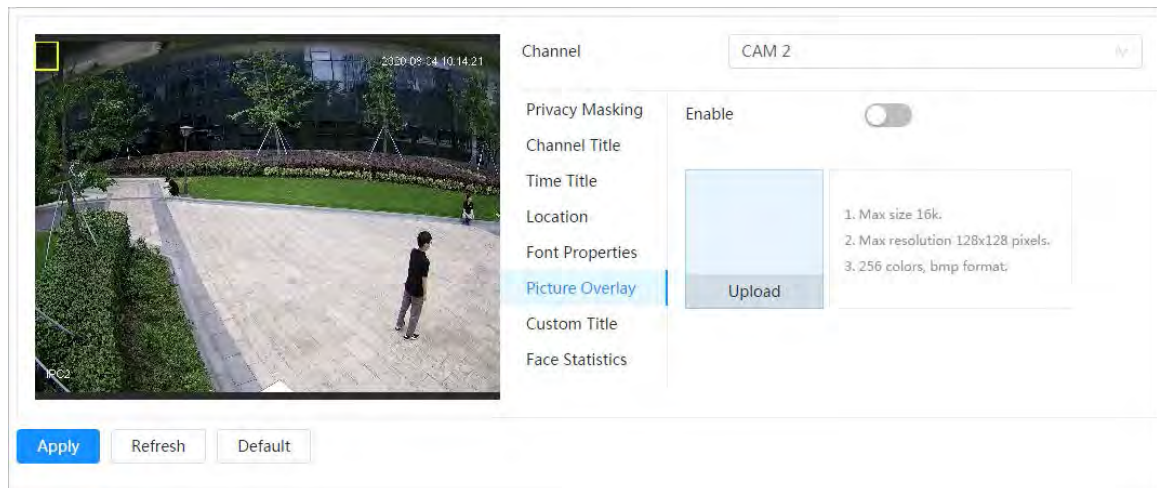 2020-09-04 10:14:21
IPC2
Channel
CAM 2
Privacy Masking
Channel Title
Time Title
Location
Font Properties
Picture Overlay
Custom Title
Face Statistics
Enable
Upload
1. Max size 16k.
2. Max resolution 128x128 pixels.
3. 256 colors, bmp format.
Apply
Refresh
Default